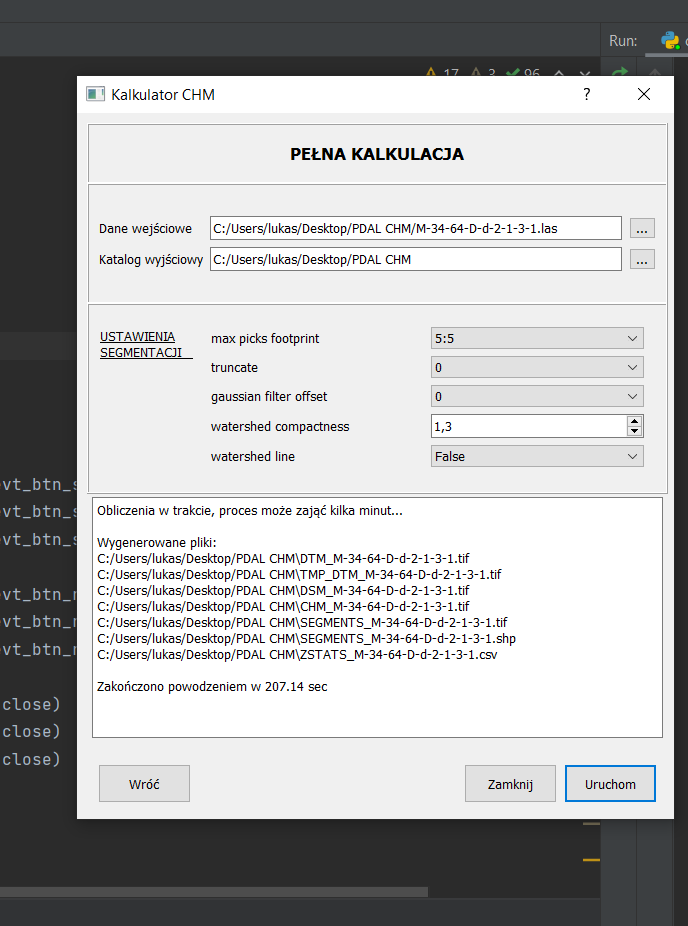 Run:
17 3 96
Kalkulator CHM
?
PEŁNA KALKULACJA
Dane wejściowe C:/Users/lukas/Desktop/PDAL CHM/M-34-64-D-d-2-1-3-1.las ...
Katalog wyjściowy C:/Users/lukas/Desktop/PDAL CHM ...
USTAWIENIA
SEGMENTACJI
max picks footprint 5:5
truncate 0
gaussian filter offset 0
watershed compactness 1,3
watershed line False
vt_btn_s
vt_btn_s
vt_btn_s
vt_btn_r
vt_btn_r
vt_btn_r
close)
close)
close)
Obliczenia w trakcie, proces może zająć kilka minut...
Wygenerowane pliki:
C:/Users/lukas/Desktop/PDAL CHM\DTM_M-34-64-D-d-2-1-3-1.tif
C:/Users/lukas/Desktop/PDAL CHM\TMP_DTM_M-34-64-D-d-2-1-3-1.tif
C:/Users/lukas/Desktop/PDAL CHM\DSM_M-34-64-D-d-2-1-3-1.tif
C:/Users/lukas/Desktop/PDAL CHM\CHM_M-34-64-D-d-2-1-3-1.tif
C:/Users/lukas/Desktop/PDAL CHM\SEGMENTS_M-34-64-D-d-2-1-3-1.tif
C:/Users/lukas/Desktop/PDAL CHM\SEGMENTS_M-34-64-D-d-2-1-3-1.shp
C:/Users/lukas/Desktop/PDAL CHM\ZSTATS_M-34-64-D-d-2-1-3-1.csv
Zakończono powodzeniem w 207.14 sec
Wróć Zamknij Uruchom